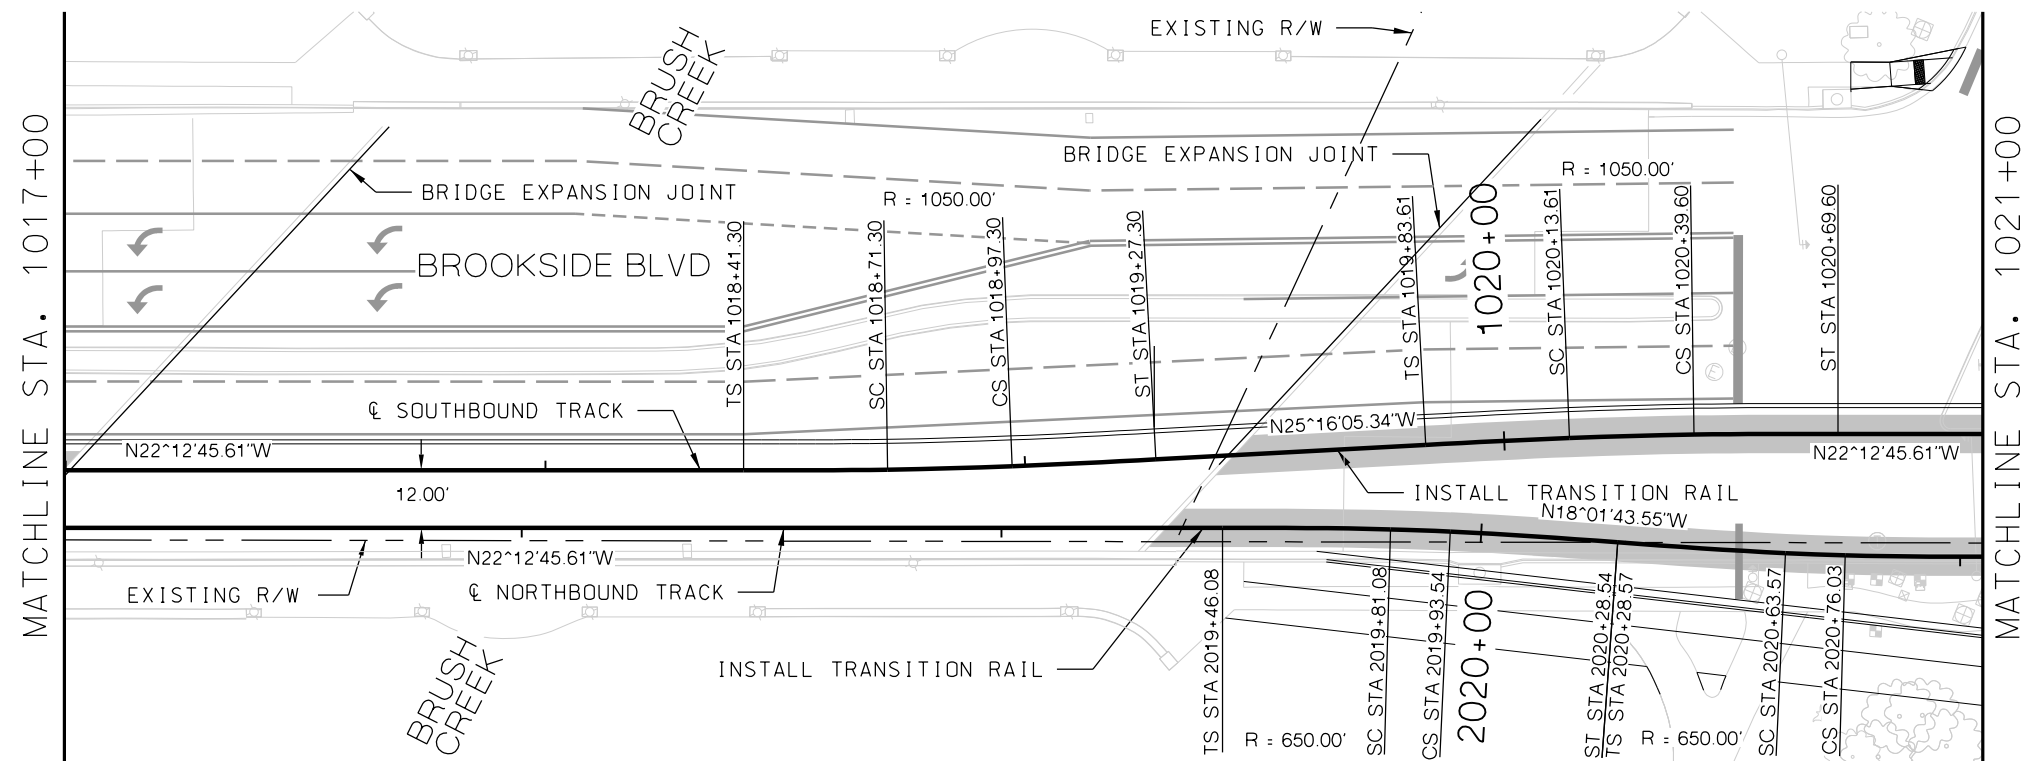 EXISTING R/W
BRUSH
CREEK
MATCHLINE STA. 1017+00
MATCHLINE STA. 1021+00
BRIDGE EXPANSION JOINT
R = 1050.00'
BRIDGE EXPANSION JOINT
R = 1050.00'
BROOKSIDE BLVD
TS STA 1018+41.30
SC STA 1018+71.30
CS STA 1018+97.30
ST STA 1019+27.30
TS STA 1019+83.61
1020+00
SC STA 1020+13.61
CS STA 1020+39.60
ST STA 1020+69.60
E
℄ SOUTHBOUND TRACK
N25^16'05.34"W
N22^12'45.61"W
N22^12'45.61"W
12.00'
INSTALL TRANSITION RAIL
N18^01'43.55"W
N22^12'45.61"W
EXISTING R/W
℄ NORTHBOUND TRACK
TS STA 2019+46.08
SC STA 2019+81.08
CS STA 2019+93.54
2020+00
ST STA 2020+28.54
TS STA 2020+28.57
SC STA 2020+63.57
CS STA 2020+76.03
BRUSH
CREEK
INSTALL TRANSITION RAIL
R = 650.00'
R = 650.00'